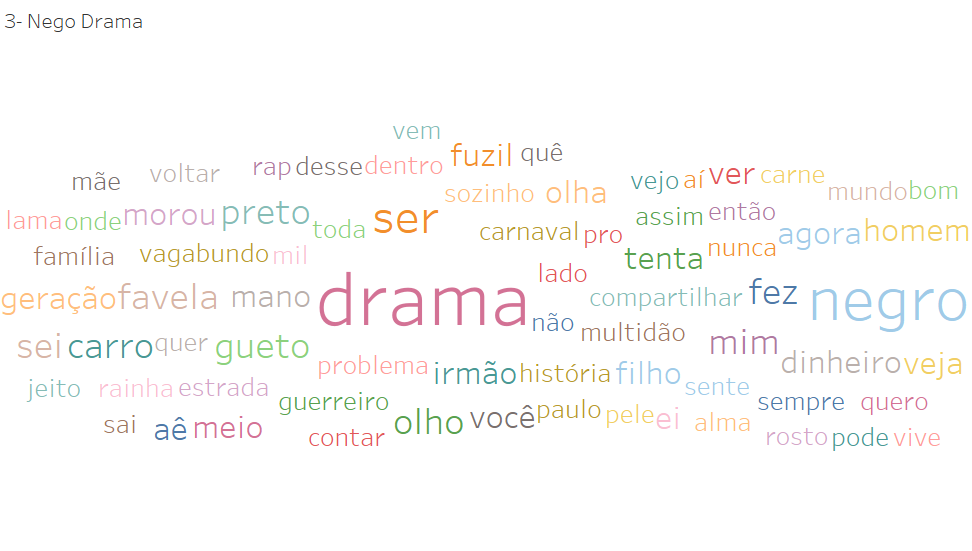 3- Nego Drama
vem
mãe voltar rap desse dentro fuzil quê
sozinho olha vejo aí ver carne mundo bom
lama onde morou preto toda ser carnaval pro assim então agora homem
família vagabundo mil lado tenta nunca
geração favela mano drama compartilhar fez negro
não multidão
sei carro quer gueto problema irmão história filho mim dinheiro veja
jeito rainha estrada guerreiro sente sempre quero
sai aê meio contar olho você paulo pele ei alma rosto pode vive